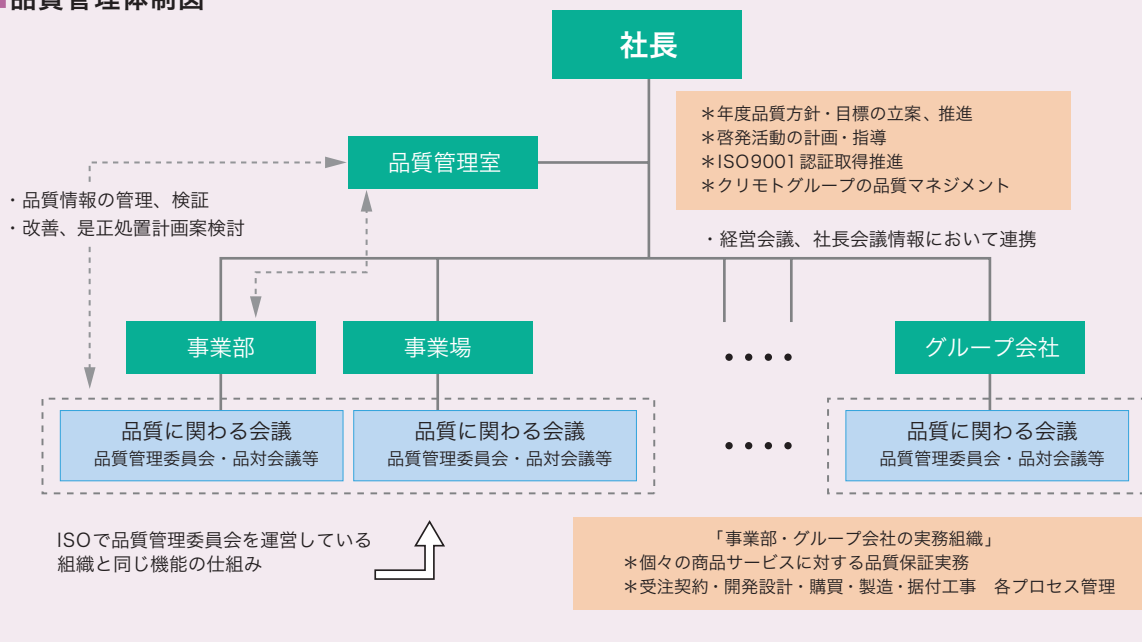 品質管理体制図
社長
＊年度品質方針・目標の立案、推進
＊啓発活動の計画・指導
＊ISO9001認証取得推進
＊クリモトグループの品質マネジメント
品質管理室
・品質情報の管理、検証
・改善、是正処置計画案検討
・経営会議、社長会議情報において連携
事業部
事業場
・・・・
グループ会社
品質に関わる会議
品質管理委員会・品対会議等
品質に関わる会議
品質管理委員会・品対会議等
・・・・
品質に関わる会議
品質管理委員会・品対会議等
ISOで品質管理委員会を運営している
組織と同じ機能の仕組み
「事業部・グループ会社の実務組織」
＊個々の商品サービスに対する品質保証実務
＊受注契約・開発設計・購買・製造・据付工事　各プロセス管理